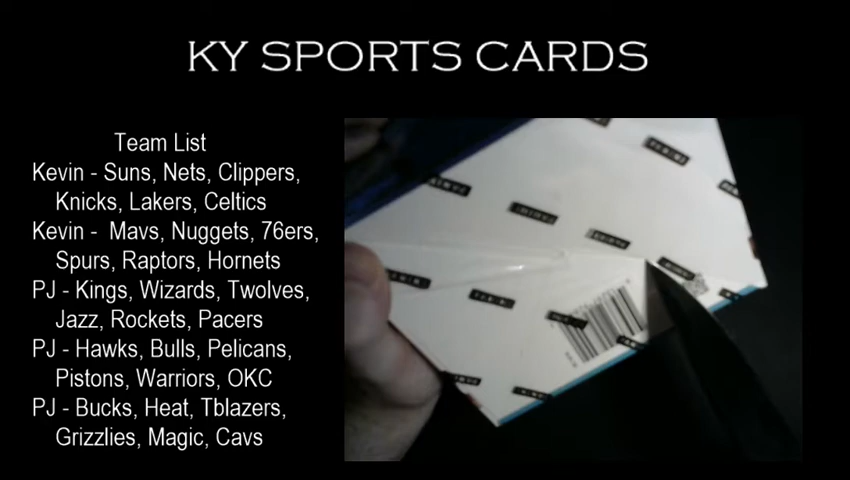 KY SPORTS CARDS
Team List
Kevin - Suns, Nets, Clippers,
Knicks, Lakers, Celtics
Kevin - Mavs, Nuggets, 76ers,
Spurs, Raptors, Hornets
PJ - Kings, Wizards, Twolves,
Jazz, Rockets, Pacers
PJ - Hawks, Bulls, Pelicans,
Pistons, Warriors, OKC
PJ - Bucks, Heat, Tblazers,
Grizzlies, Magic, Cavs